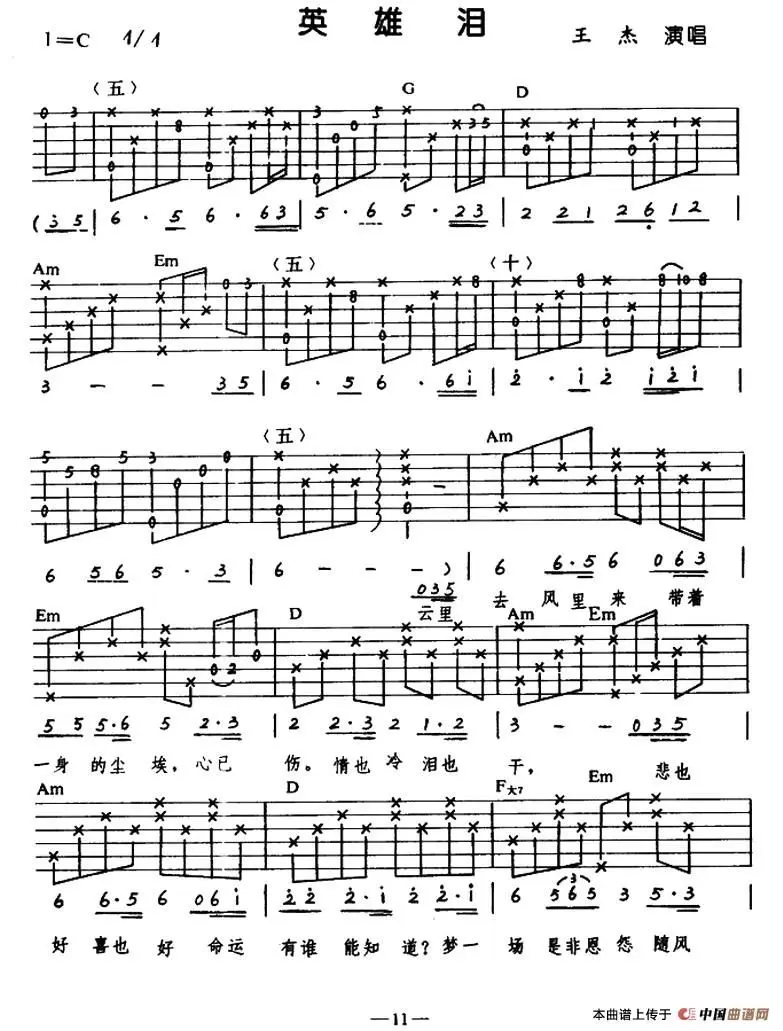 英 雄 泪
1=C 4/4 王 杰 演唱
〈五〉 G D
(3 5 | 6 · 5 6 · 6 3 | 5 · 5 5 · 2 3 | 2 2 1 2 6 1 2
Am Em 〈五〉 〈十〉
3 - - 3 5 | 6 · 5 6 · 6 i | 2 · i 2 i 2 i |
〈五〉 Am
6 5 6 5 · 3 | 6 - - - ) | 6 6 · 5 6 0 6 3 |
0 3 5
云里 去 风里 来 带着
Em D Am Em
5 5 5 · 6 5 2 · 3 | 2 2 · 3 2 1 · 2 | 3 - - 0 3 5 |
一身 的尘 埃，心已 伤。情也 冷 泪也 干， 悲也
Am D F大7 Em
6 6 · 5 6 0 6 i | 2 2 2 · i 2 2 · i | 6 5 6 5 3 5 · 3 |
好 喜也 好 命运 有谁 能知 道？梦一 场 是非恩 怨 随风
—11—
本曲谱上传于 中国曲谱网